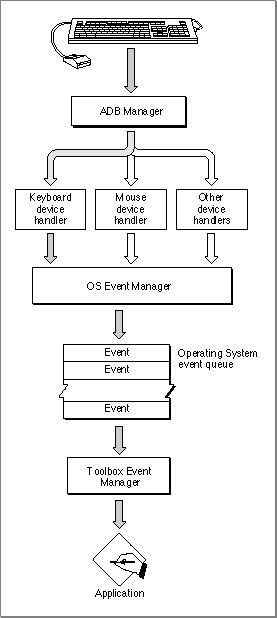 ADB Manager
Keyboard
device
handler
Mouse
device
handler
Other
device
handlers
OS Event Manager
Event
Event
Event
Operating System
event queue
Toolbox Event
Manager
Application